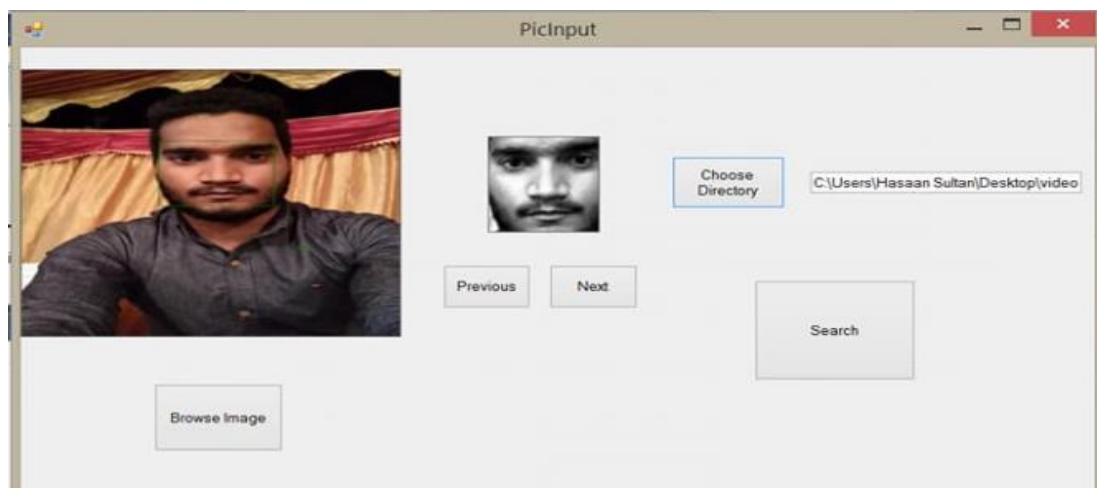 PicInput
Choose
Directory
C:\Users\Hasaan Sultan\Desktop\video
Previous
Next
Search
Browse Image